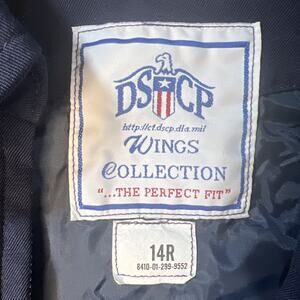 DSCP
http://ct.dscp.dla.mil
WINGS
COLLECTION
"...THE PERFECT FIT"
14R
8410-01-299-9552